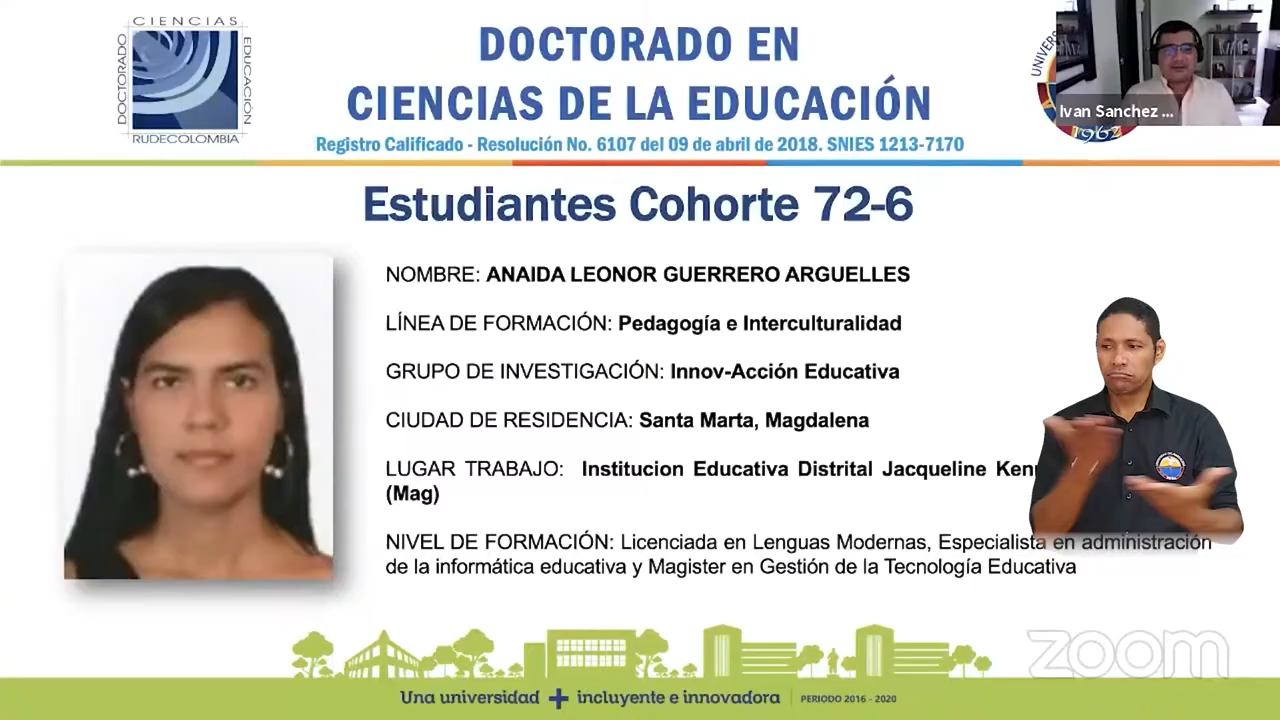 CIENCIAS
DOCTORADO
EDUCACIÓN
RUDECOLOMBIA
DOCTORADO EN
CIENCIAS DE LA EDUCACIÓN
Registro Calificado - Resolución No. 6107 del 09 de abril de 2018. SNIES 1213-7170
1962
Ivan Sanchez ...
Estudiantes Cohorte 72-6
NOMBRE: ANAIDA LEONOR GUERRERO ARGUELLES
LÍNEA DE FORMACIÓN: Pedagogía e Interculturalidad
GRUPO DE INVESTIGACIÓN: Innov-Acción Educativa
CIUDAD DE RESIDENCIA: Santa Marta, Magdalena
LUGAR TRABAJO: Institucion Educativa Distrital Jacqueline
(Mag)
NIVEL DE FORMACIÓN: Licenciada en Lenguas Modernas, Especialista en administración
de la informática educativa y Magister en Gestión de la Tecnología Educativa
zoom
Una universidad + incluyente e innovadora | PERIODO 2016 - 2020